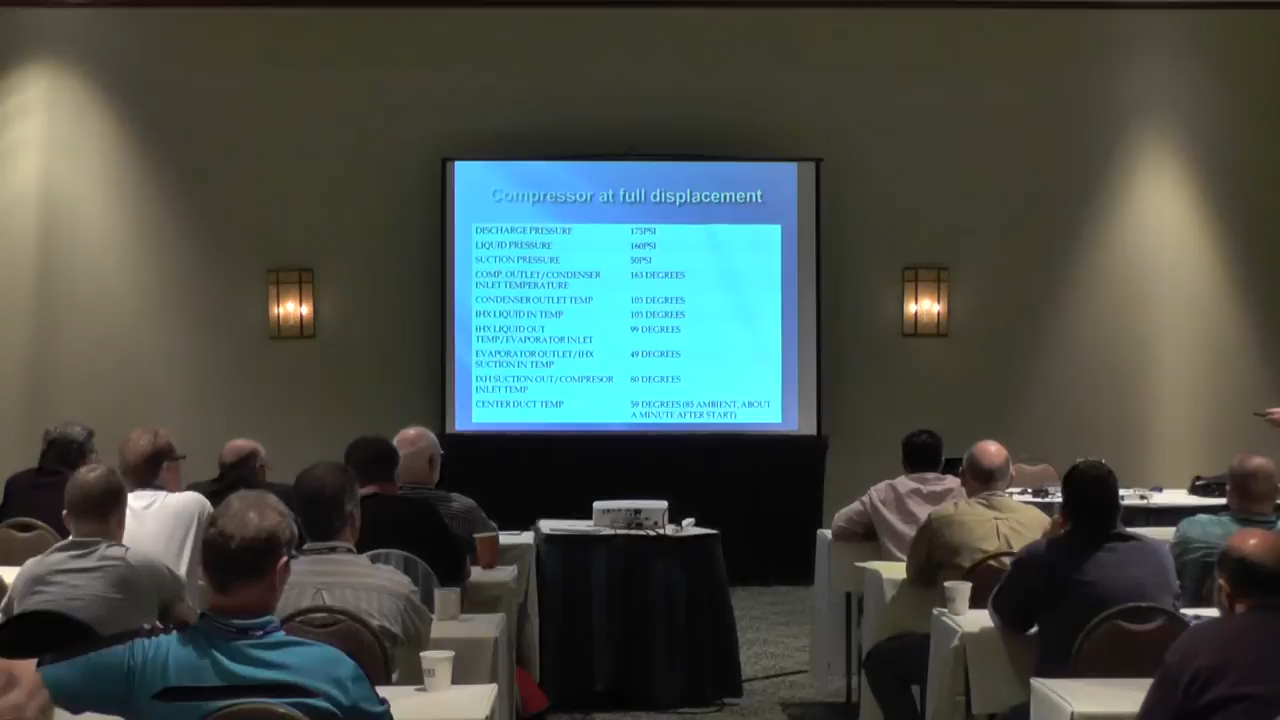 Compressor at full displacement
DISCHARGE PRESSURE 175PSI
LIQUID PRESSURE 160PSI
SUCTION PRESSURE 50PSI
COMP. OUTLET/CONDENSER 163 DEGREES
INLET TEMPERATURE
CONDENSER OUTLET TEMP 103 DEGREES
IHX LIQUID IN TEMP 103 DEGREES
IHX LIQUID OUT 99 DEGREES
TEMP/EVAPORATOR INLET
EVAPORATOR OUTLET/IHX 49 DEGREES
SUCTION IN TEMP
IXH SUCTION OUT/COMPRESOR 80 DEGREES
INLET TEMP
CENTER DUCT TEMP 59 DEGREES (85 AMBIENT, ABOUT
A MINUTE AFTER START)